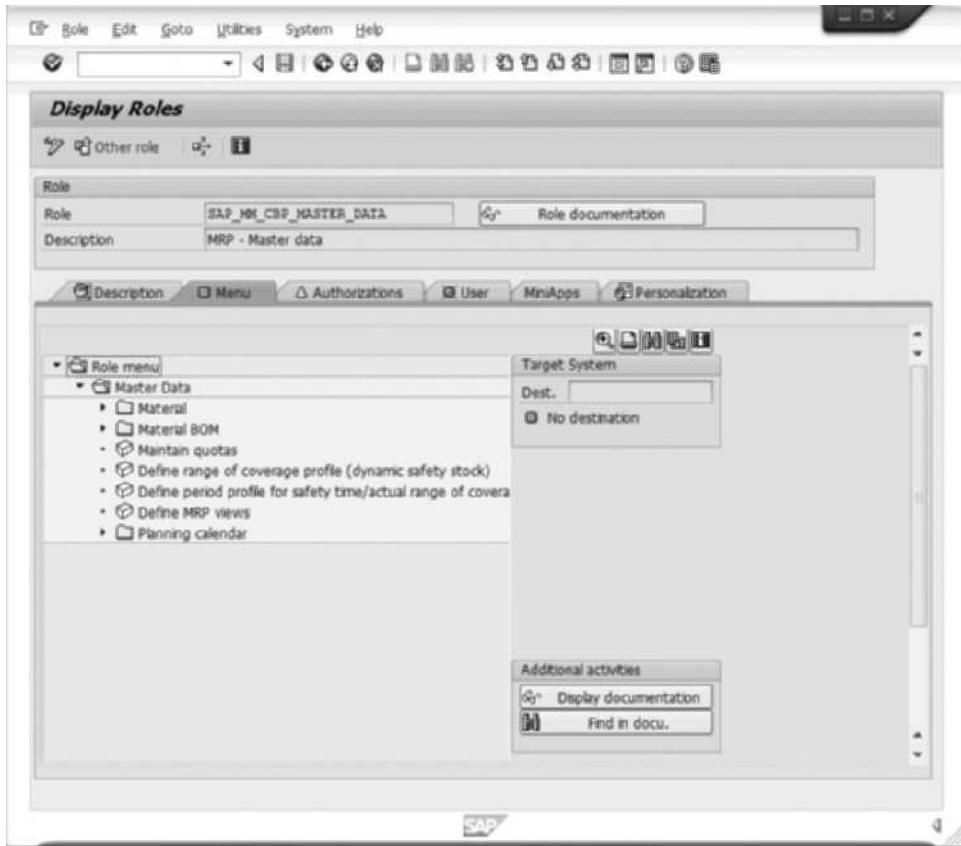 Role Edit Goto Utilities System Help
Display Roles
Other role
Role
Role SAP_MM_CBP_MASTER_DATA Role documentation
Description MRP - Master data
Description Menu Authorizations User MiniApps Personalization
Role menu
Master Data
Material
Material BOM
Maintain quotas
Define range of coverage profile (dynamic safety stock)
Define period profile for safety time/actual range of covera
Define MRP views
Planning calendar
Target System
Dest.
No destination
Additional activities
Display documentation
Find in docu.
SAP